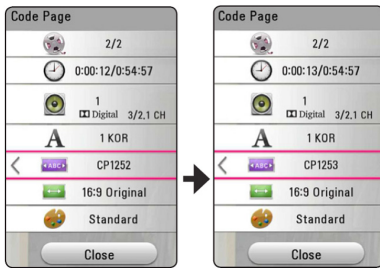 Code Page
2/2
0:00:12/0:54:57
1
Digital 3/2.1 CH
A 1 KOR
ABC CP1252
16:9 Original
Standard
Close
Code Page
2/2
0:00:13/0:54:57
1
Digital 3/2.1 CH
A 1 KOR
ABC CP1253
16:9 Original
Standard
Close